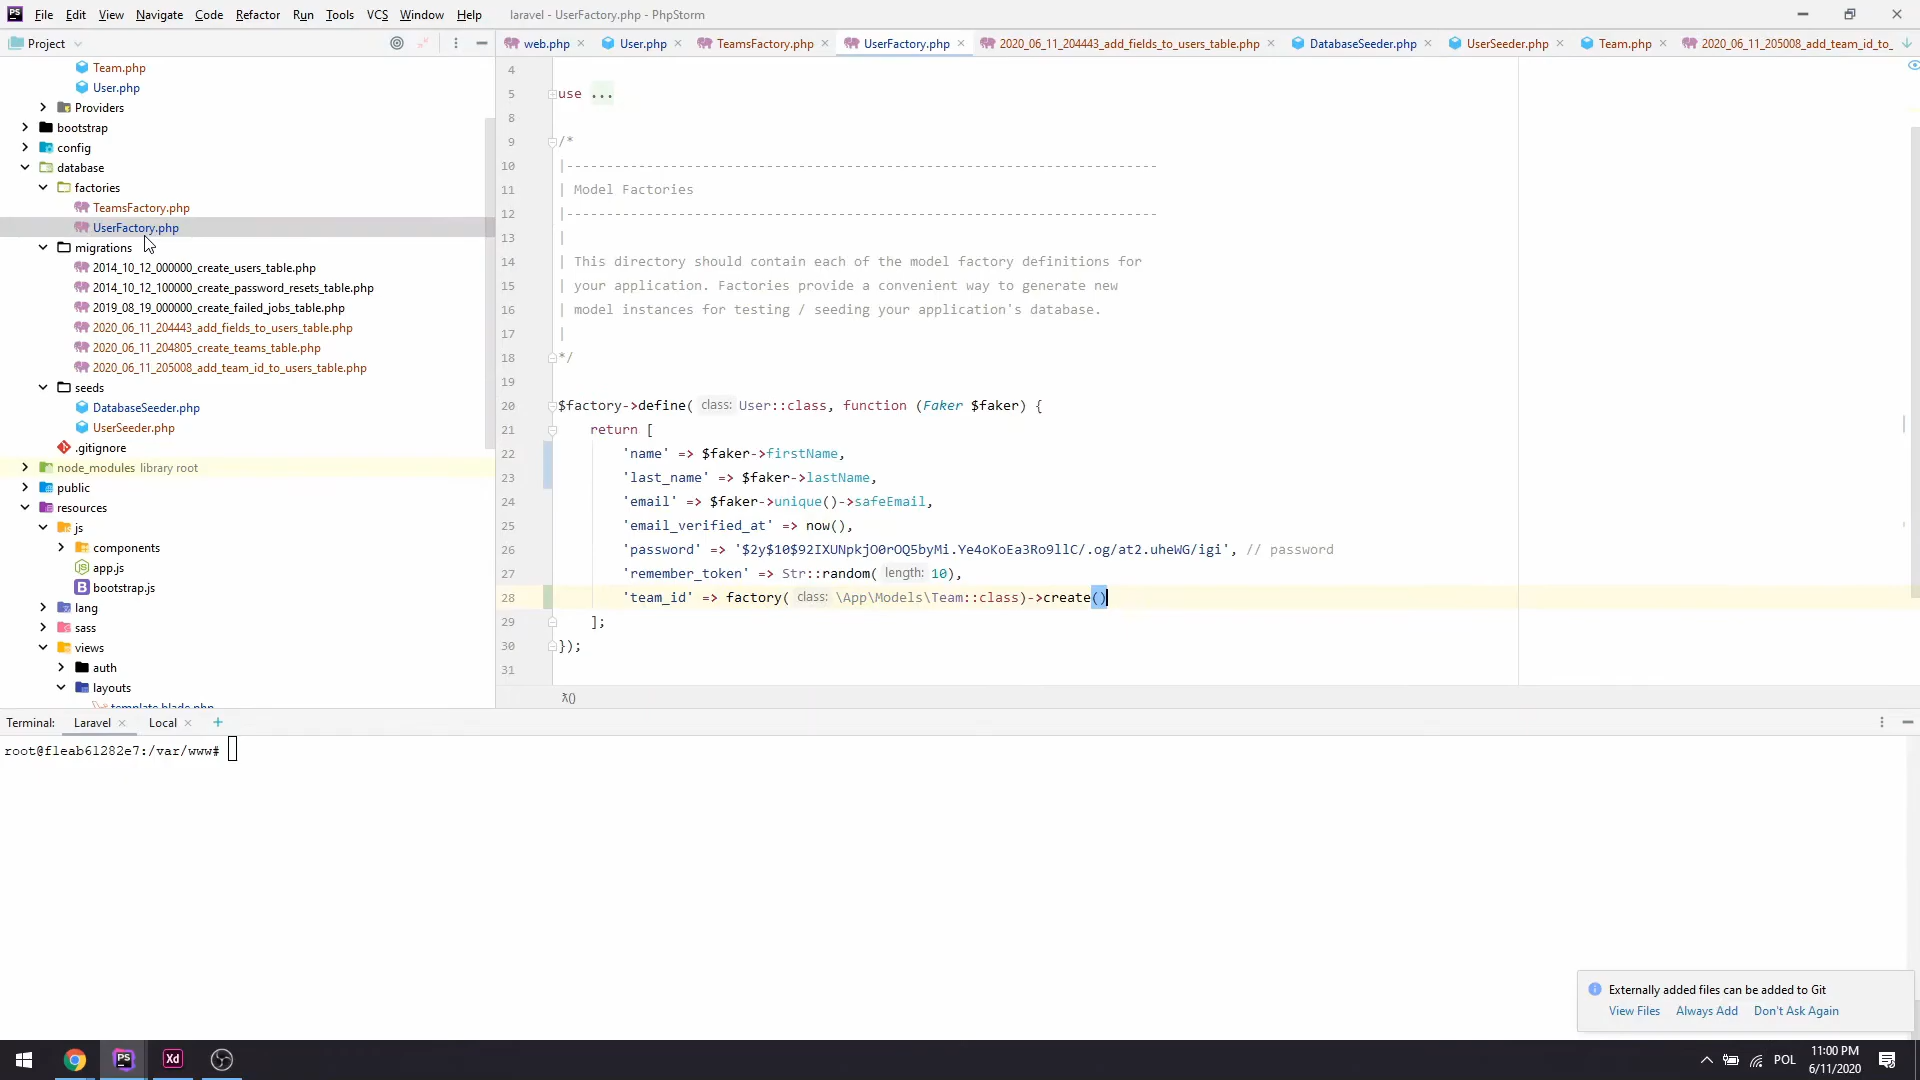 PS File Edit View Navigate Code Refactor Run Tools VCS Window Help laravel - UserFactory.php - PhpStorm
Project
web.php User.php TeamsFactory.php UserFactory.php 2020_06_11_204443_add_fields_to_users_table.php DatabaseSeeder.php UserSeeder.php Team.php 2020_06_11_205008_add_team_id_to_
Team.php
User.php
Providers
bootstrap
config
database
factories
TeamsFactory.php
UserFactory.php
migrations
2014_10_12_000000_create_users_table.php
2014_10_12_100000_create_password_resets_table.php
2019_08_19_000000_create_failed_jobs_table.php
2020_06_11_204443_add_fields_to_users_table.php
2020_06_11_204805_create_teams_table.php
2020_06_11_205008_add_team_id_to_users_table.php
seeds
DatabaseSeeder.php
UserSeeder.php
.gitignore
node_modules library root
public
resources
js
components
app.js
bootstrap.js
lang
sass
views
auth
layouts
template.blade.php
4
5 use ...
8
9 /*
10 |--------------------------------------------------------------------------
11 | Model Factories
12 |--------------------------------------------------------------------------
13 |
14 | This directory should contain each of the model factory definitions for
15 | your application. Factories provide a convenient way to generate new
16 | model instances for testing / seeding your application's database.
17 |
18 */
19
20 $factory->define( class: User::class, function (Faker $faker) {
21 return [
22 'name' => $faker->firstName,
23 'last_name' => $faker->lastName,
24 'email' => $faker->unique()->safeEmail,
25 'email_verified_at' => now(),
26 'password' => '$2y$10$92IXUNpkjO0rOQ5byMi.Ye4oKoEa3Ro9llC/.og/at2.uheWG/igi', // password
27 'remember_token' => Str::random( length: 10),
28 'team_id' => factory( class: \App\Models\Team::class)->create()
29 ];
30 });
31
λ()
Terminal: Laravel Local +
root@f1eab61282e7:/var/www#
Externally added files can be added to Git
View Files Always Add Don't Ask Again
PS Xd POL 11:00 PM
6/11/2020